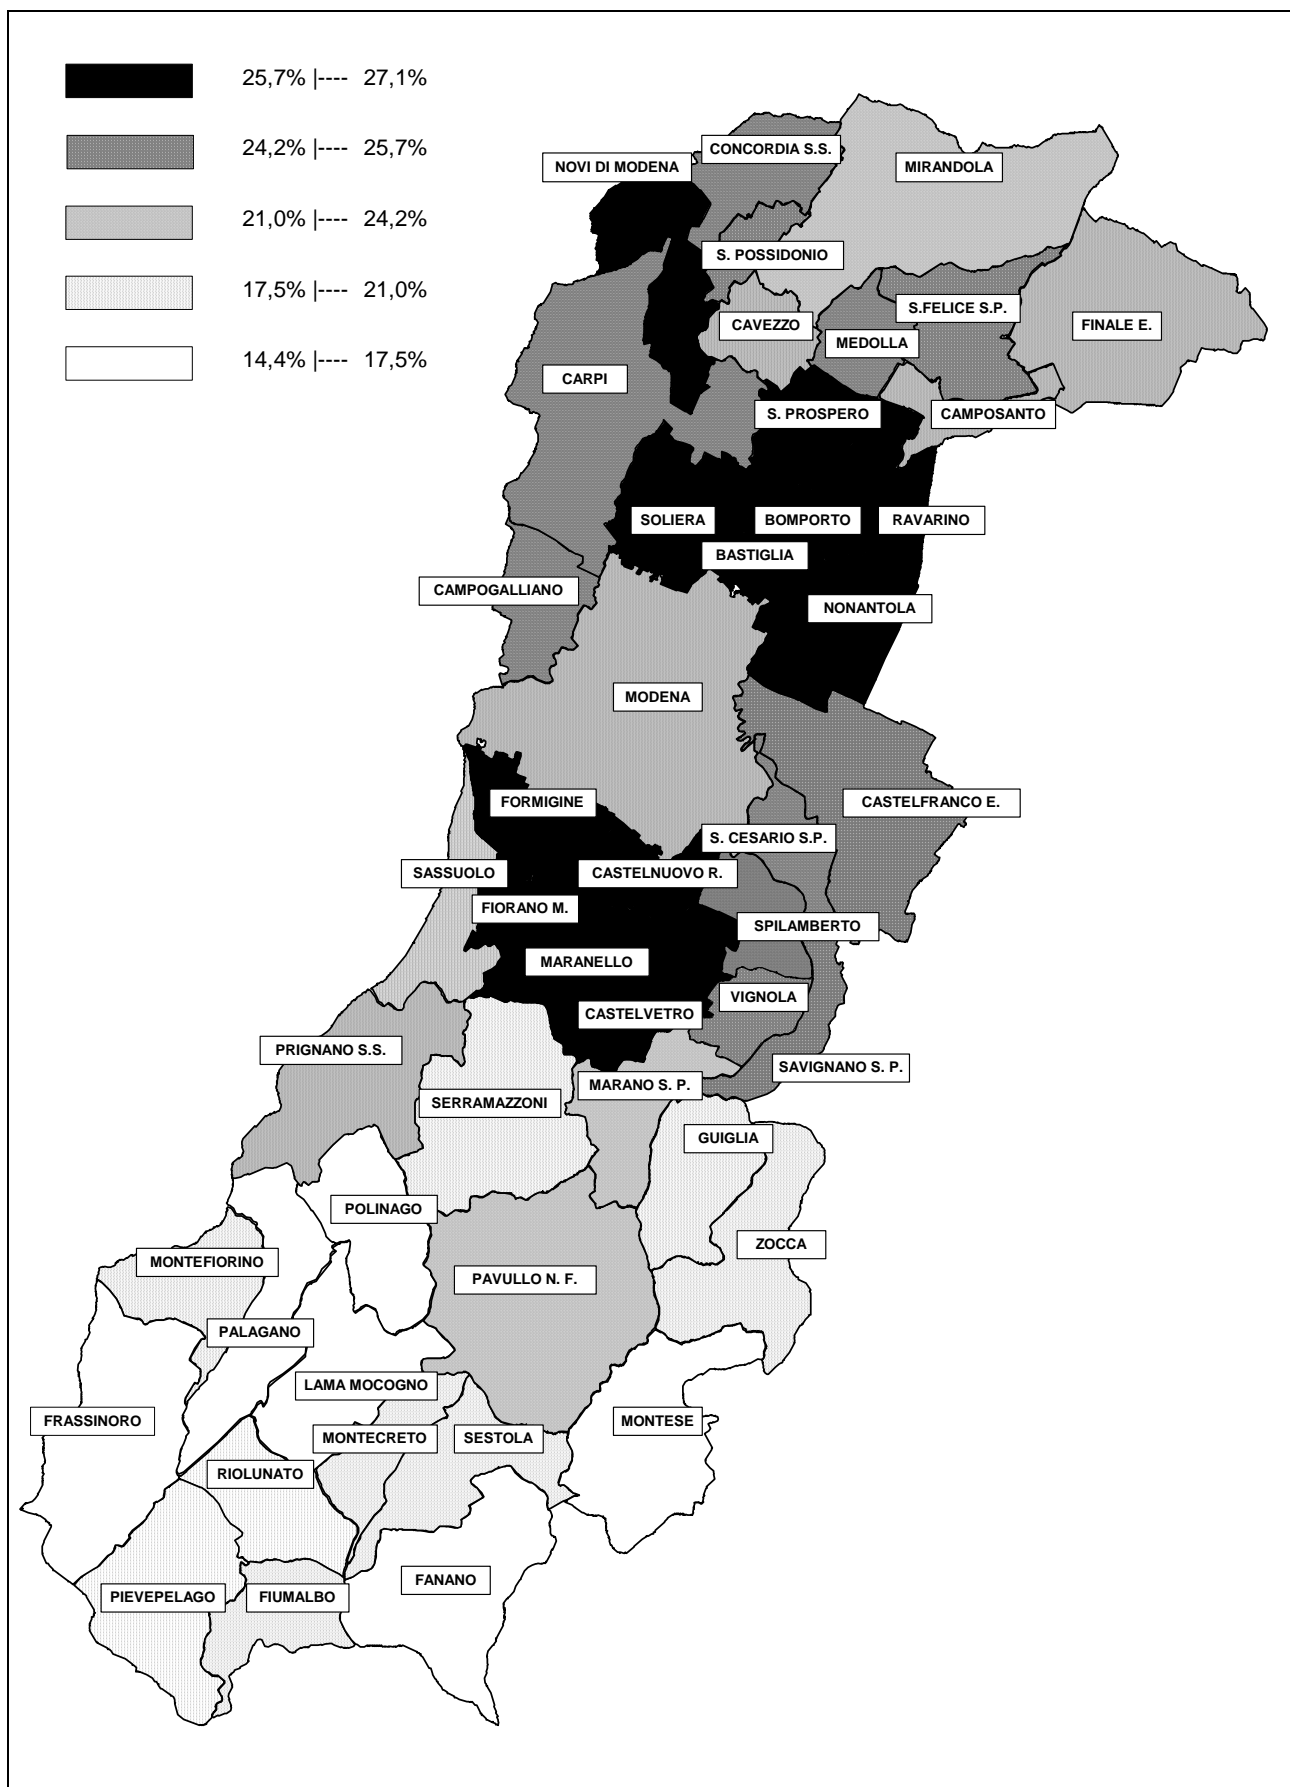 25,7% |---- 27,1%
24,2% |---- 25,7%
21,0% |---- 24,2%
17,5% |---- 21,0%
14,4% |---- 17,5%
CONCORDIA S.S.
NOVI DI MODENA
MIRANDOLA
S. POSSIDONIO
S.FELICE S.P.
CAVEZZO
FINALE E.
MEDOLLA
CARPI
S. PROSPERO
CAMPOSANTO
SOLIERA
BOMPORTO
RAVARINO
BASTIGLIA
CAMPOGALLIANO
NONANTOLA
MODENA
FORMIGINE
CASTELFRANCO E.
S. CESARIO S.P.
SASSUOLO
CASTELNUOVO R.
FIORANO M.
SPILAMBERTO
MARANELLO
VIGNOLA
CASTELVETRO
PRIGNANO S.S.
SAVIGNANO S. P.
MARANO S. P.
SERRAMAZZONI
GUIGLIA
POLINAGO
ZOCCA
MONTEFIORINO
PAVULLO N. F.
PALAGANO
LAMA MOCOGNO
FRASSINORO
MONTESE
MONTECRETO
SESTOLA
RIOLUNATO
FANANO
PIEVEPELAGO
FIUMALBO